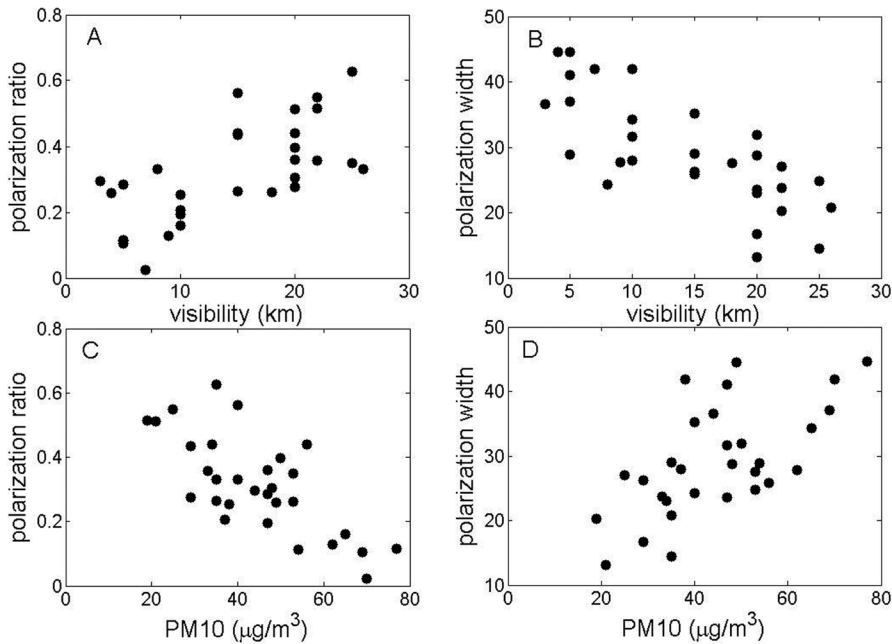 A
polarization ratio
0.8
0.6
0.4
0.2
0
0 10 20 30
visibility (km)
B
polarization width
50
40
30
20
10
0 5 10 15 20 25 30
visibility (km)
C
polarization ratio
0.8
0.6
0.4
0.2
0
0 20 40 60 80
PM10 (μg/m³)
D
polarization width
50
40
30
20
10
0 20 40 60 80
PM10 (μg/m³)